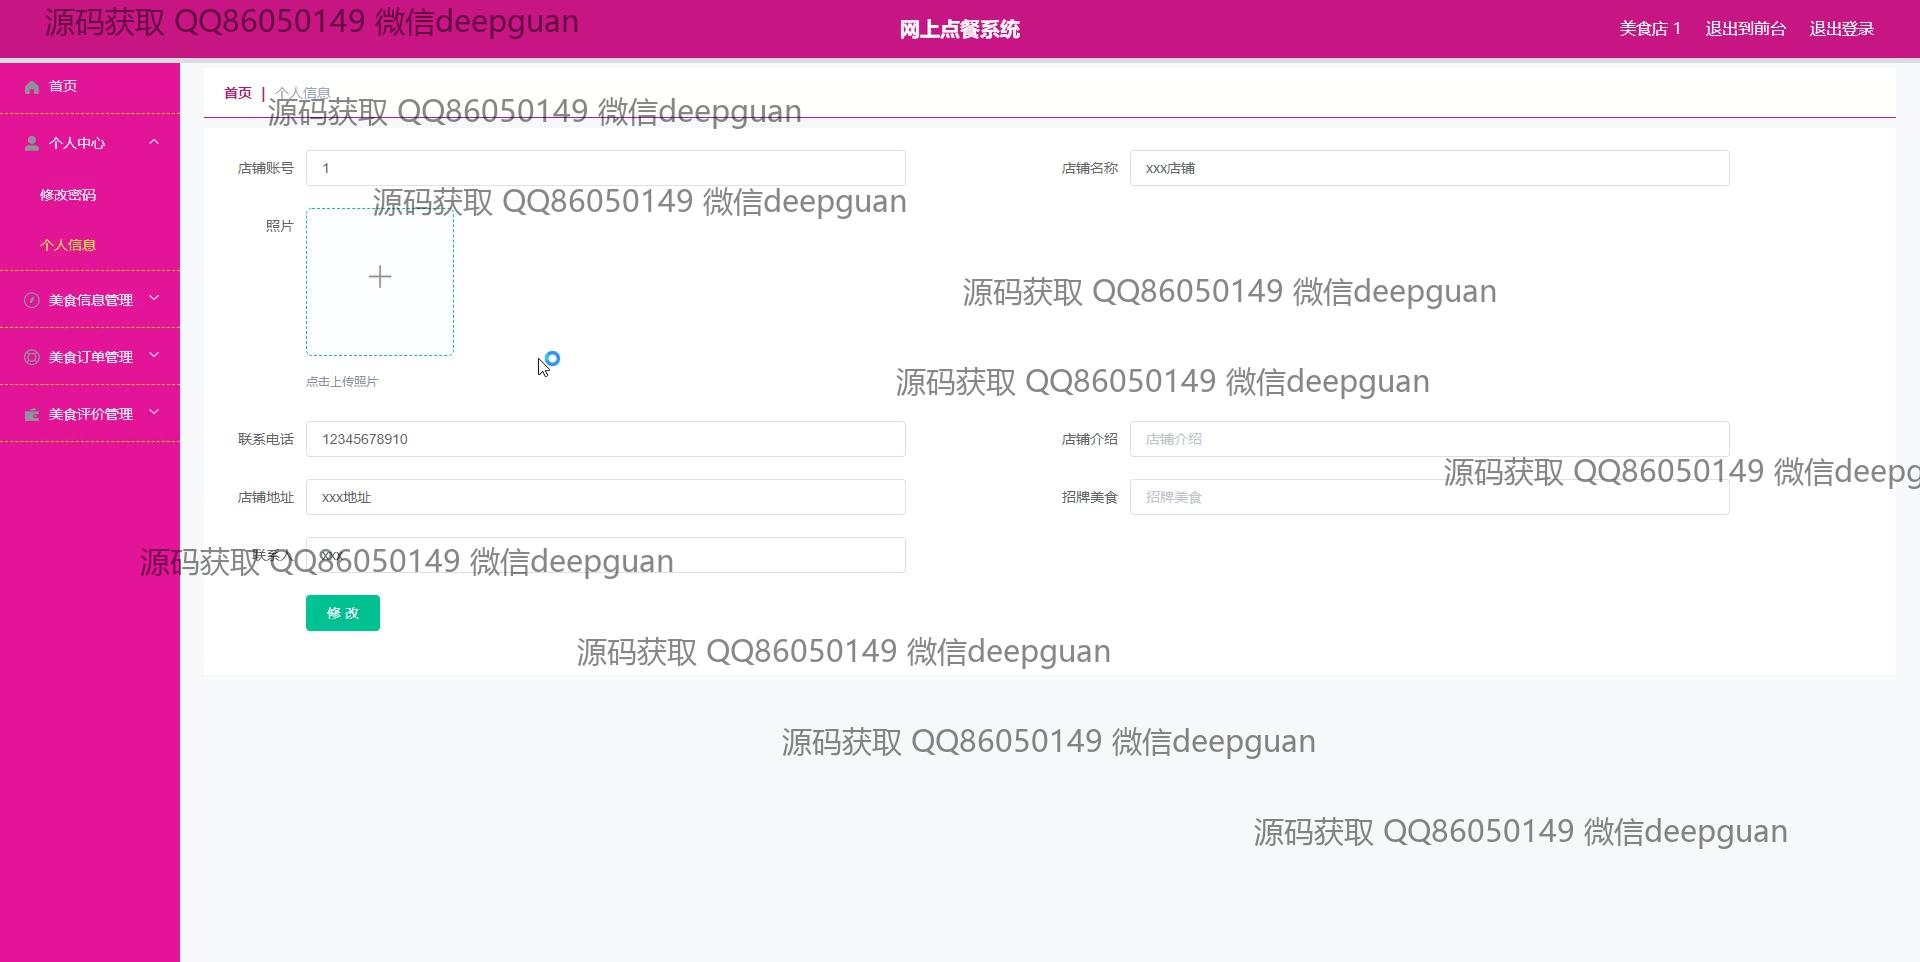 源码获取 QQ86050149 微信deepguan
网上点餐系统
美食店 1 退出到前台 退出登录
首页
个人中心
修改密码
个人信息
美食信息管理
美食订单管理
美食评价管理
首页 | 个人信息
源码获取 QQ86050149 微信deepguan
店铺账号 1
店铺名称 xxx店铺
源码获取 QQ86050149 微信deepguan
照片
源码获取 QQ86050149 微信deepguan
点击上传照片
源码获取 QQ86050149 微信deepguan
联系电话 12345678910
店铺介绍 店铺介绍
源码获取 QQ86050149 微信deepg
店铺地址 xxx地址
招牌美食 招牌美食
联系人 xxx
源码获取 QQ86050149 微信deepguan
修 改
源码获取 QQ86050149 微信deepguan
源码获取 QQ86050149 微信deepguan
源码获取 QQ86050149 微信deepguan